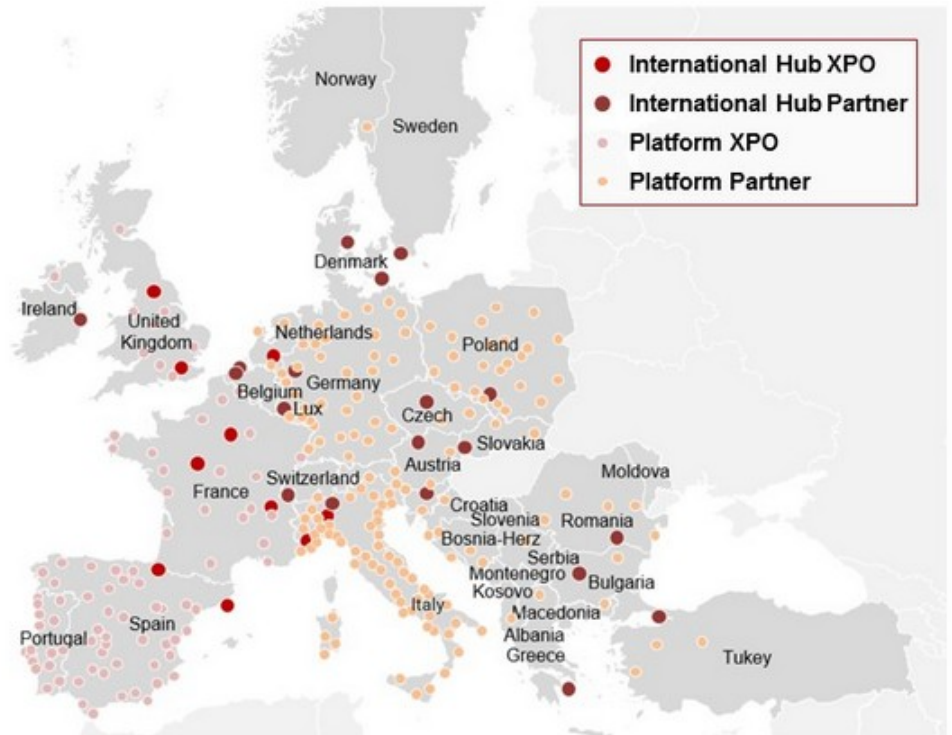 International Hub XPO
International Hub Partner
Platform XPO
Platform Partner
Norway
Sweden
Denmark
Ireland
United
Kingdom
Netherlands
Poland
Belgium
Germany
Lux
Czech
Slovakia
Austria
Switzerland
France
Moldova
Croatia
Slovenia
Romania
Bosnia-Herz
Serbia
Montenegro
Bulgaria
Kosovo
Italy
Macedonia
Spain
Portugal
Albania
Greece
Tukey